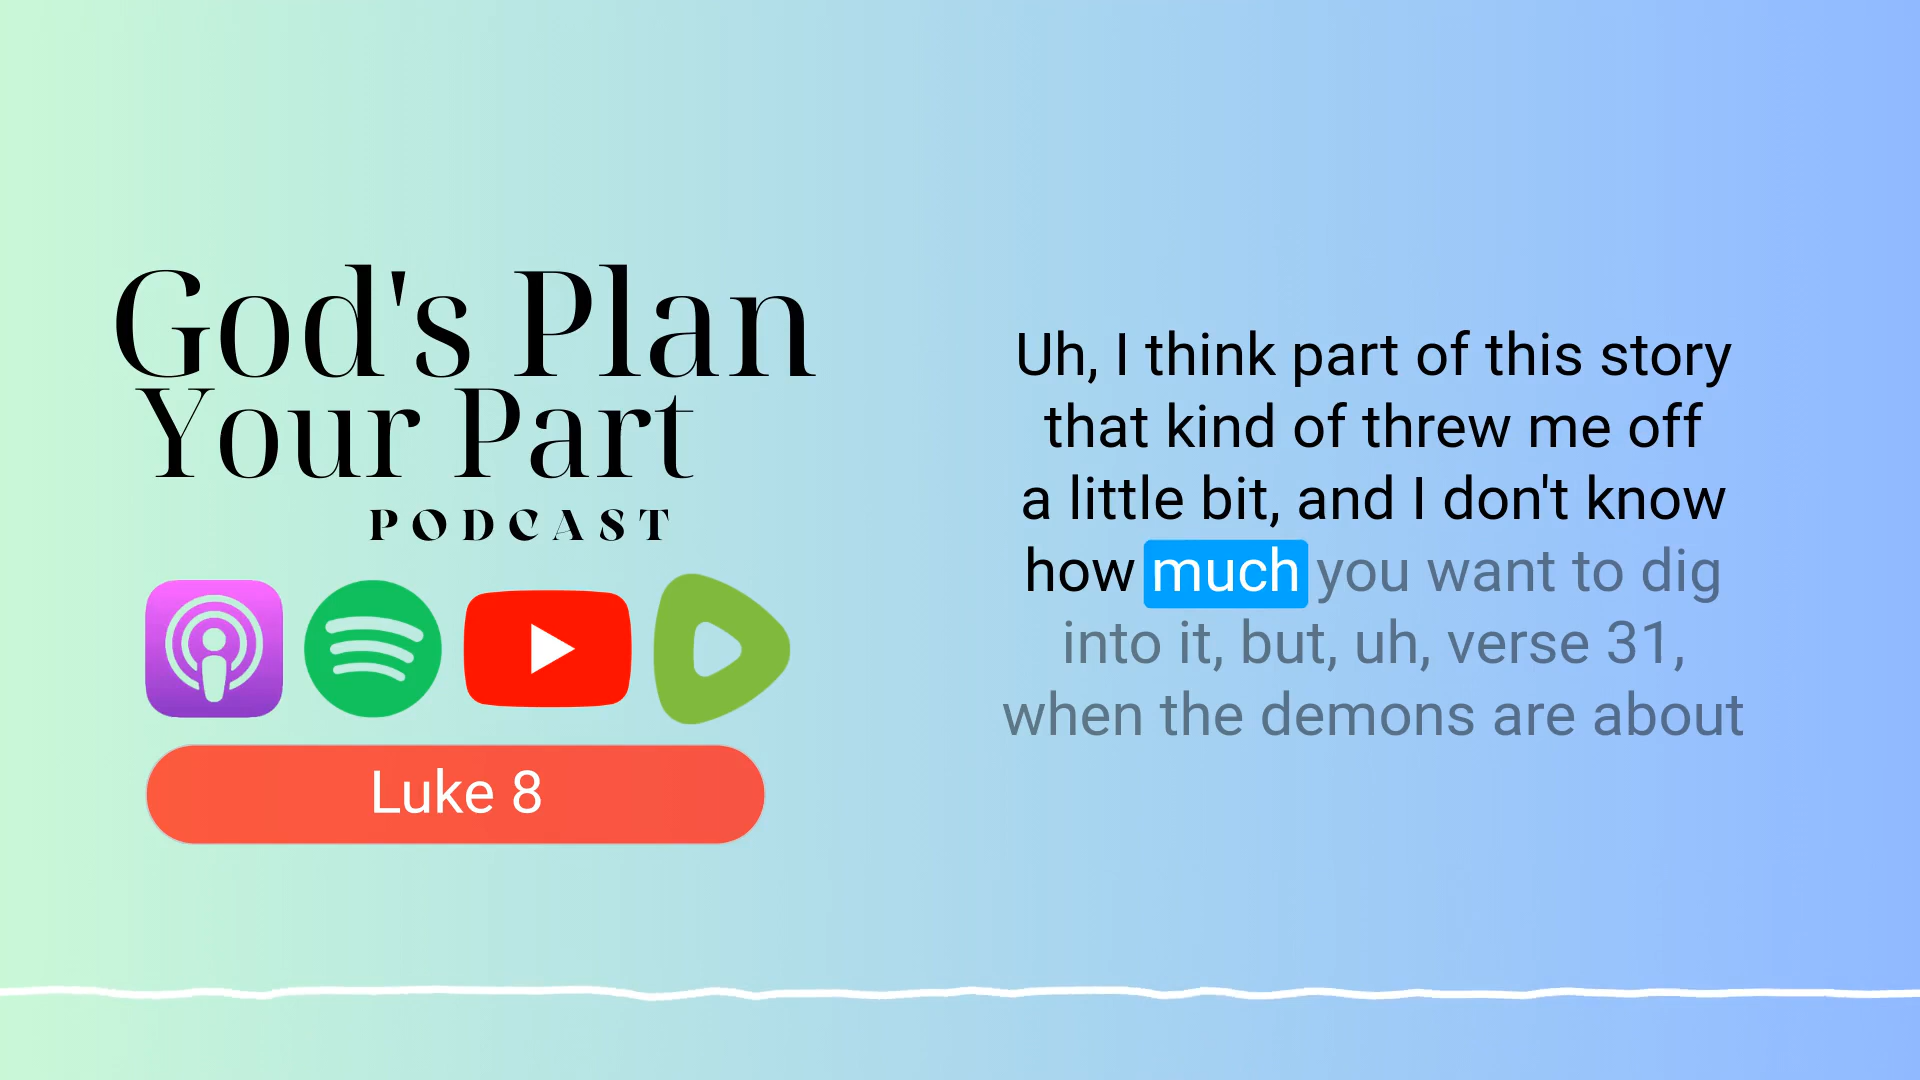 God's Plan
Your Part
PODCAST
Luke 8
Uh, I think part of this story
that kind of threw me off
a little bit, and I don't know
how much you want to dig
into it, but, uh, verse 31,
when the demons are about